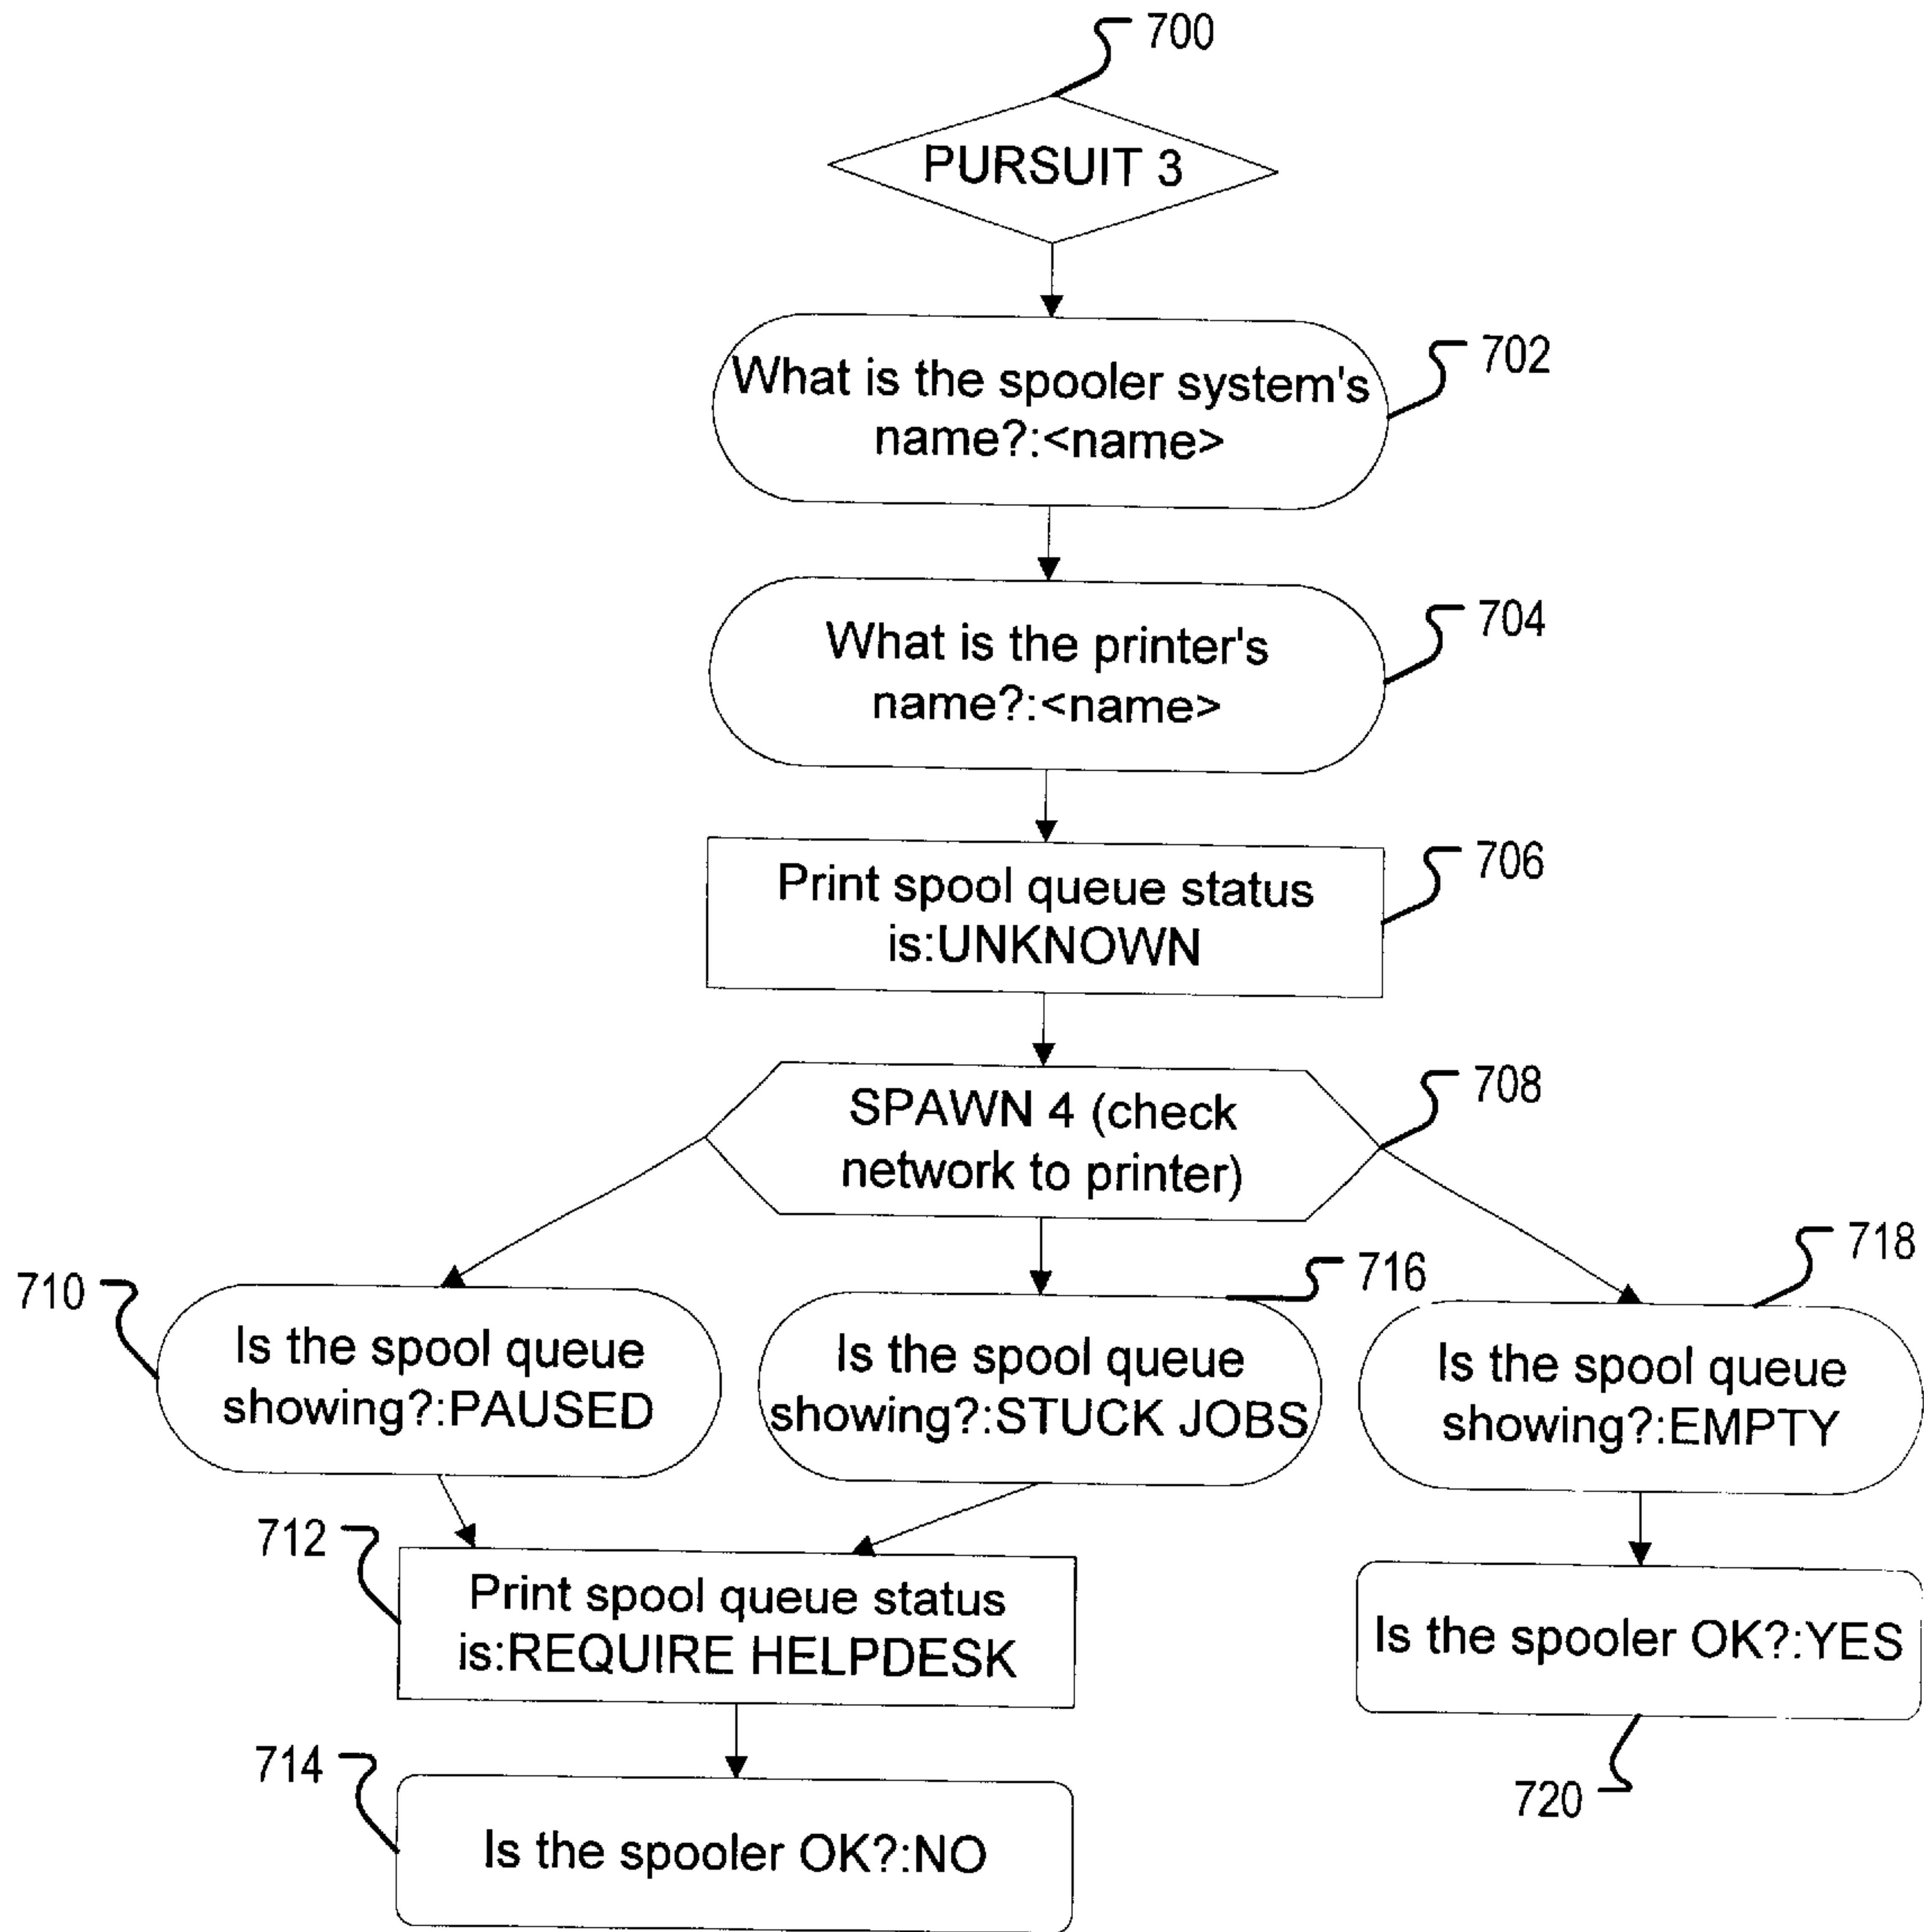 700
PURSUIT 3
What is the spooler system's
name?:<name>
702
What is the printer's
name?:<name>
704
Print spool queue status
is:UNKNOWN
706
SPAWN 4 (check
network to printer)
708
710
Is the spool queue
showing?:PAUSED
716
Is the spool queue
showing?:STUCK JOBS
718
Is the spool queue
showing?:EMPTY
712
Print spool queue status
is:REQUIRE HELPDESK
Is the spooler OK?:YES
720
714
Is the spooler OK?:NO